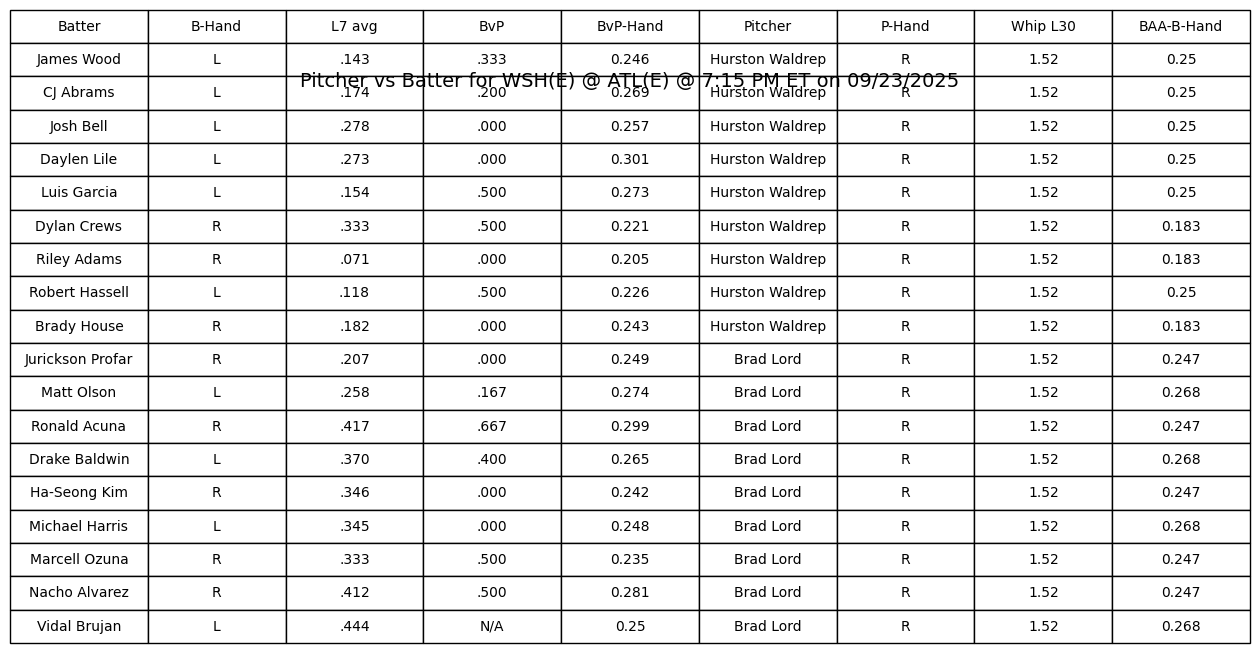 Batter B-Hand L7 avg BvP BvP-Hand Pitcher P-Hand Whip L30 BAA-B-Hand
James Wood L .143 .333 0.246 Hurston Waldrep R 1.52 0.25
Pitcher vs Batter for WSH(E) @ ATL(E) @ 7:15 PM ET on 09/23/2025
CJ Abrams L .174 .200 0.269 Hurston Waldrep R 1.52 0.25
Josh Bell L .278 .000 0.257 Hurston Waldrep R 1.52 0.25
Daylen Lile L .273 .000 0.301 Hurston Waldrep R 1.52 0.25
Luis Garcia L .154 .500 0.273 Hurston Waldrep R 1.52 0.25
Dylan Crews R .333 .500 0.221 Hurston Waldrep R 1.52 0.183
Riley Adams R .071 .000 0.205 Hurston Waldrep R 1.52 0.183
Robert Hassell L .118 .500 0.226 Hurston Waldrep R 1.52 0.25
Brady House R .182 .000 0.243 Hurston Waldrep R 1.52 0.183
Jurickson Profar R .207 .000 0.249 Brad Lord R 1.52 0.247
Matt Olson L .258 .167 0.274 Brad Lord R 1.52 0.268
Ronald Acuna R .417 .667 0.299 Brad Lord R 1.52 0.247
Drake Baldwin L .370 .400 0.265 Brad Lord R 1.52 0.268
Ha-Seong Kim R .346 .000 0.242 Brad Lord R 1.52 0.247
Michael Harris L .345 .000 0.248 Brad Lord R 1.52 0.268
Marcell Ozuna R .333 .500 0.235 Brad Lord R 1.52 0.247
Nacho Alvarez R .412 .500 0.281 Brad Lord R 1.52 0.247
Vidal Brujan L .444 N/A 0.25 Brad Lord R 1.52 0.268